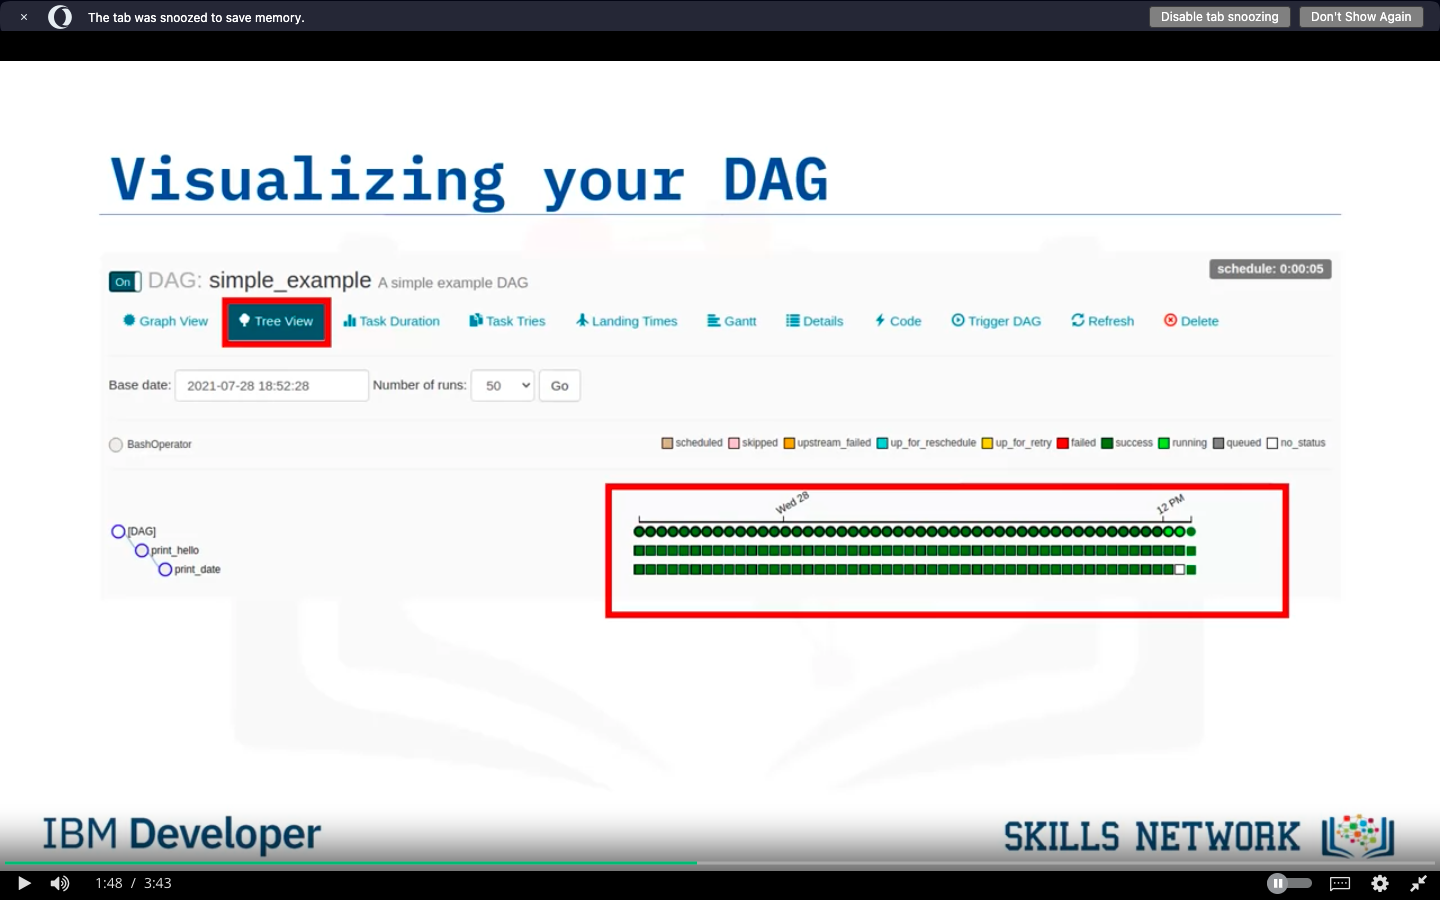 The tab was snoozed to save memory.
Disable tab snoozing
Don't Show Again
Visualizing your DAG
On
DAG: simple_example A simple example DAG
schedule: 0:00:05
Graph View
Tree View
Task Duration
Task Tries
Landing Times
Gantt
Details
Code
Trigger DAG
Refresh
Delete
Base date: 2021-07-28 18:52:28 Number of runs: 50 Go
BashOperator
scheduled skipped upstream_failed up_for_reschedule up_for_retry failed success running queued no_status
Wed 28
12 PM
[DAG]
print_hello
print_date
IBM Developer
SKILLS NETWORK
1:48 / 3:43